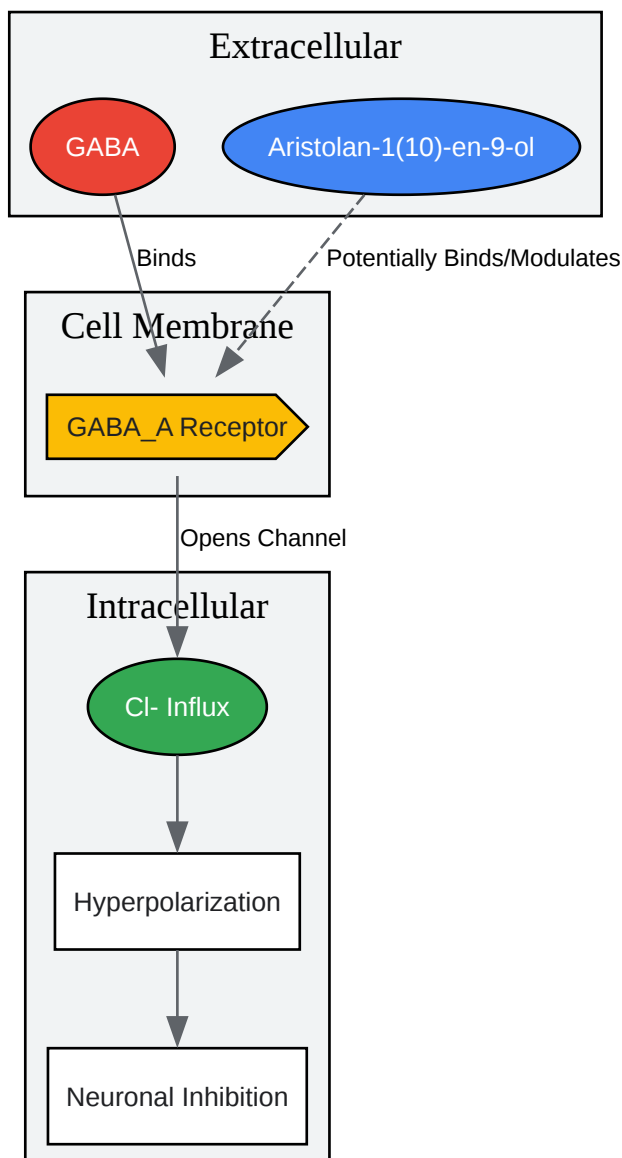 Extracellular
GABA
Aristolan-1(10)-en-9-ol
Binds
Potentially Binds/Modulates
Cell Membrane
GABA_A Receptor
Opens Channel
Intracellular
Cl- Influx
Hyperpolarization
Neuronal Inhibition